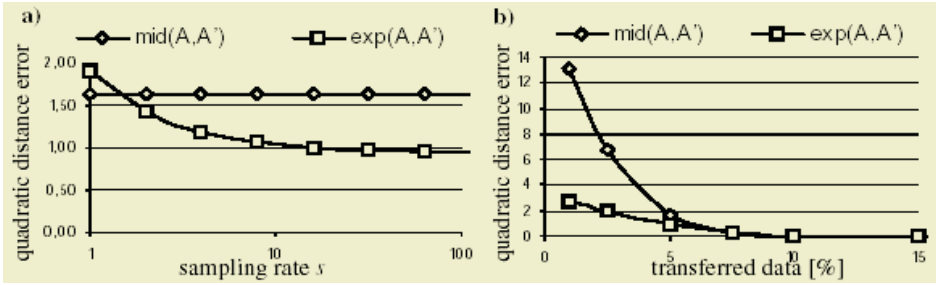 a)
mid(A,A’) exp(A,A’)
quadratic distance error
2,00
1,50
1,00
0,50
0,00
1 10 100
sampling rate s
b)
mid(A,A’) exp(A,A’)
quadratic distance error
14
12
10
8
6
4
2
0
0 5 10 15
transferred data [%]